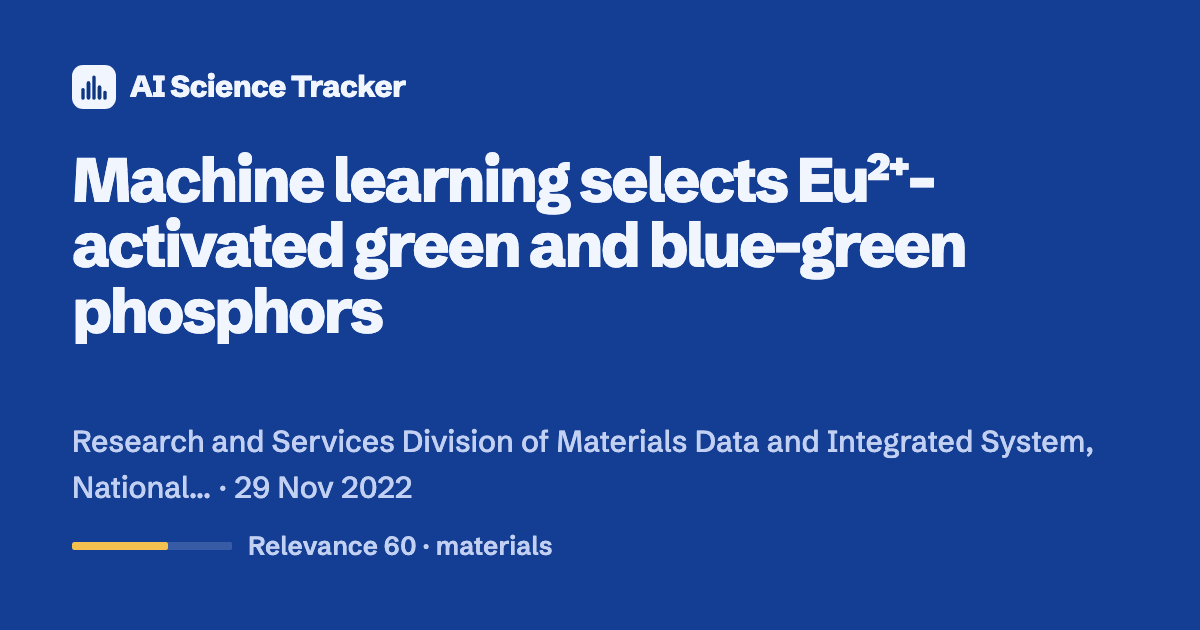 AI Science Tracker
Machine learning selects Eu²⁺-
activated green and blue-green
phosphors
Research and Services Division of Materials Data and Integrated System,
National... · 29 Nov 2022
Relevance 60 · materials